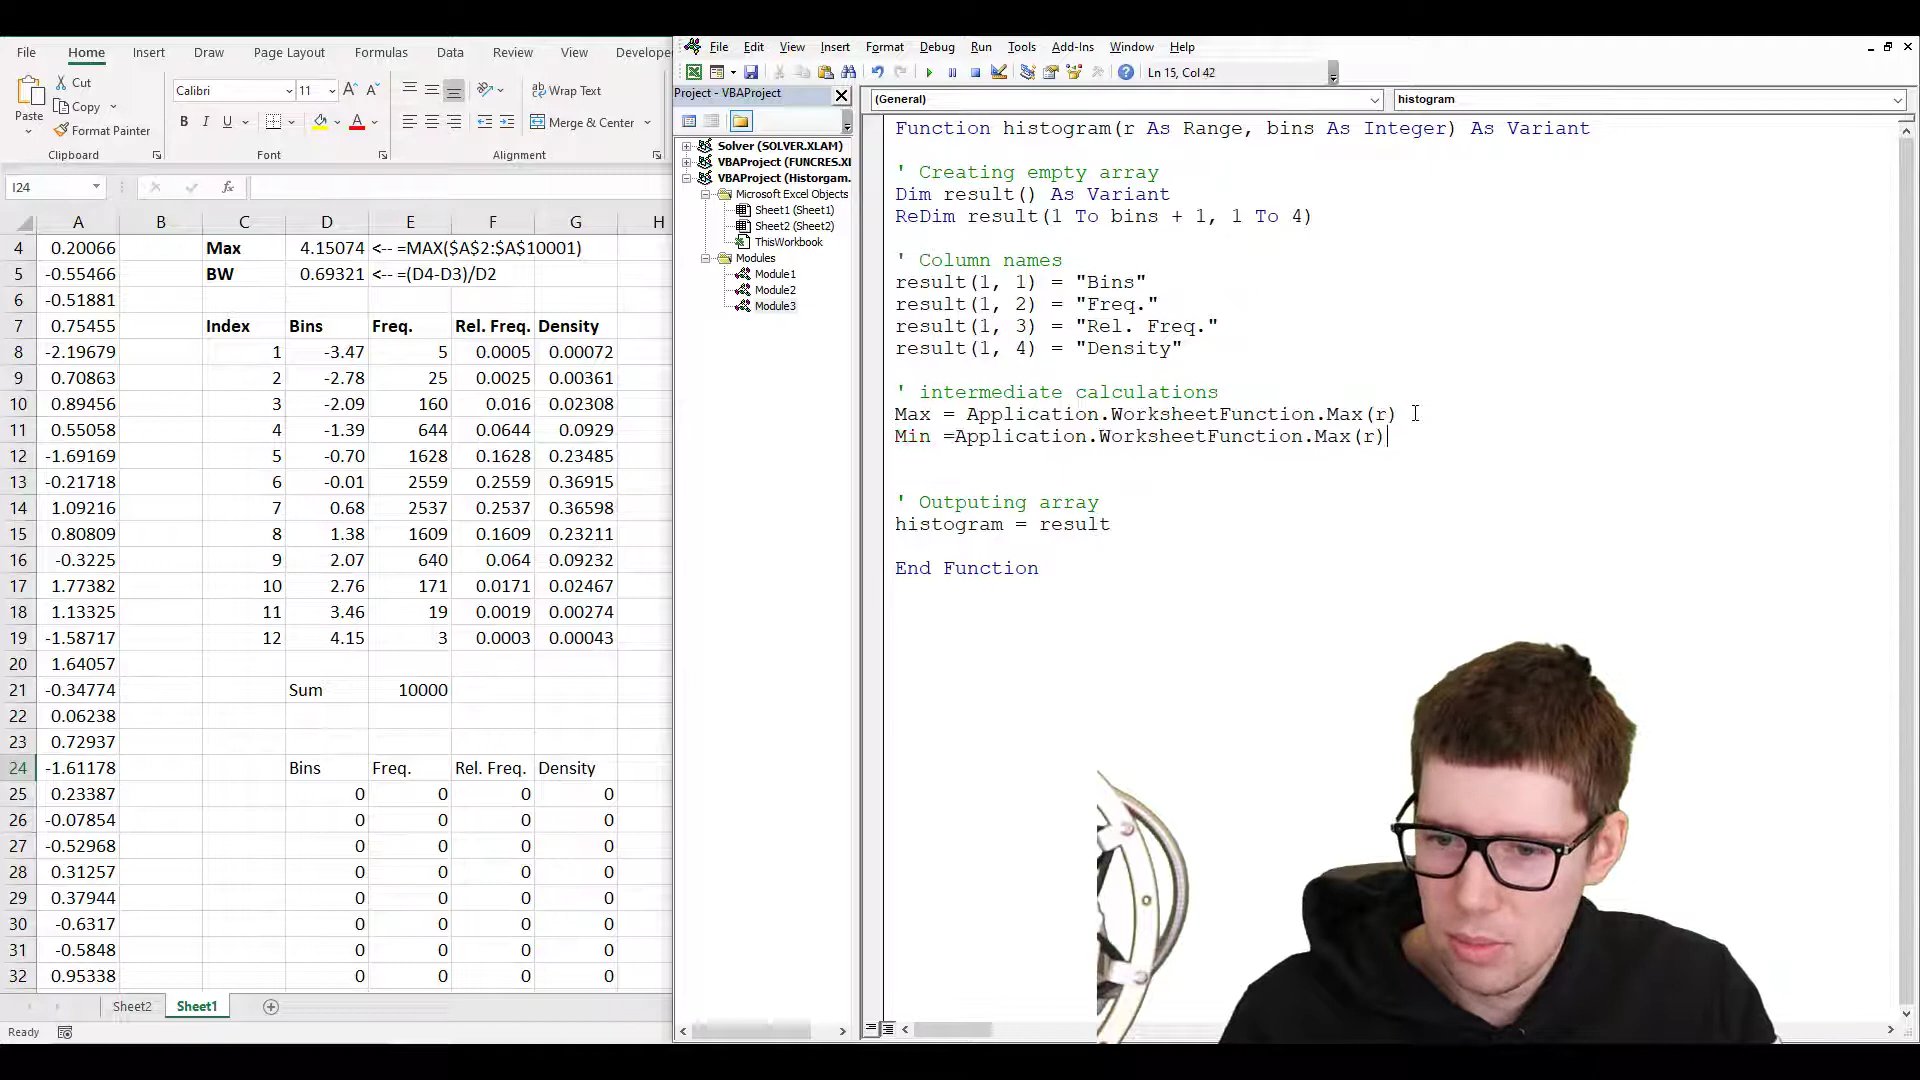 File Home Insert Draw Page Layout Formulas Data Review View Develope
Paste
Cut
Copy
Format Painter
Calibri 11
B I U
Wrap Text
Merge & Center
Clipboard Font Alignment
I24 fx
A B C D E F G H
4 0.20066 Max 4.15074 <-- =MAX($A$2:$A$10001)
5 -0.55466 BW 0.69321 <-- =(D4-D3)/D2
6 -0.51881
7 0.75455 Index Bins Freq. Rel. Freq. Density
8 -2.19679 1 -3.47 5 0.0005 0.00072
9 0.70863 2 -2.78 25 0.0025 0.00361
10 0.89456 3 -2.09 160 0.016 0.02308
11 0.55058 4 -1.39 644 0.0644 0.0929
12 -1.69169 5 -0.70 1628 0.1628 0.23485
13 -0.21718 6 -0.01 2559 0.2559 0.36915
14 1.09216 7 0.68 2537 0.2537 0.36598
15 0.80809 8 1.38 1609 0.1609 0.23211
16 -0.3225 9 2.07 640 0.064 0.09232
17 1.77382 10 2.76 171 0.0171 0.02467
18 1.13325 11 3.46 19 0.0019 0.00274
19 -1.58717 12 4.15 3 0.0003 0.00043
20 1.64057
21 -0.34774 Sum 10000
22 0.06238
23 0.72937
24 -1.61178 Bins Freq. Rel. Freq. Density
25 0.23387 0 0 0 0
26 -0.07854 0 0 0 0
27 -0.52968 0 0 0 0
28 0.31257 0 0 0 0
29 0.37944 0 0 0 0
30 -0.6317 0 0 0 0
31 -0.5848 0 0 0 0
32 0.95338 0 0 0 0
Sheet2 Sheet1
Ready
File Edit View Insert Format Debug Run Tools Add-Ins Window Help
Ln 15, Col 42
Project - VBAProject
Solver (SOLVER.XLAM)
VBAProject (FUNCRES.XL
VBAProject (Historgam.
Microsoft Excel Objects
Sheet1 (Sheet1)
Sheet2 (Sheet2)
ThisWorkbook
Modules
Module1
Module2
Module3
(General) histogram
Function histogram(r As Range, bins As Integer) As Variant
' Creating empty array
Dim result() As Variant
ReDim result(1 To bins + 1, 1 To 4)
' Column names
result(1, 1) = "Bins"
result(1, 2) = "Freq."
result(1, 3) = "Rel. Freq."
result(1, 4) = "Density"
' intermediate calculations
Max = Application.WorksheetFunction.Max(r)
Min =Application.WorksheetFunction.Max(r)
' Outputing array
histogram = result
End Function